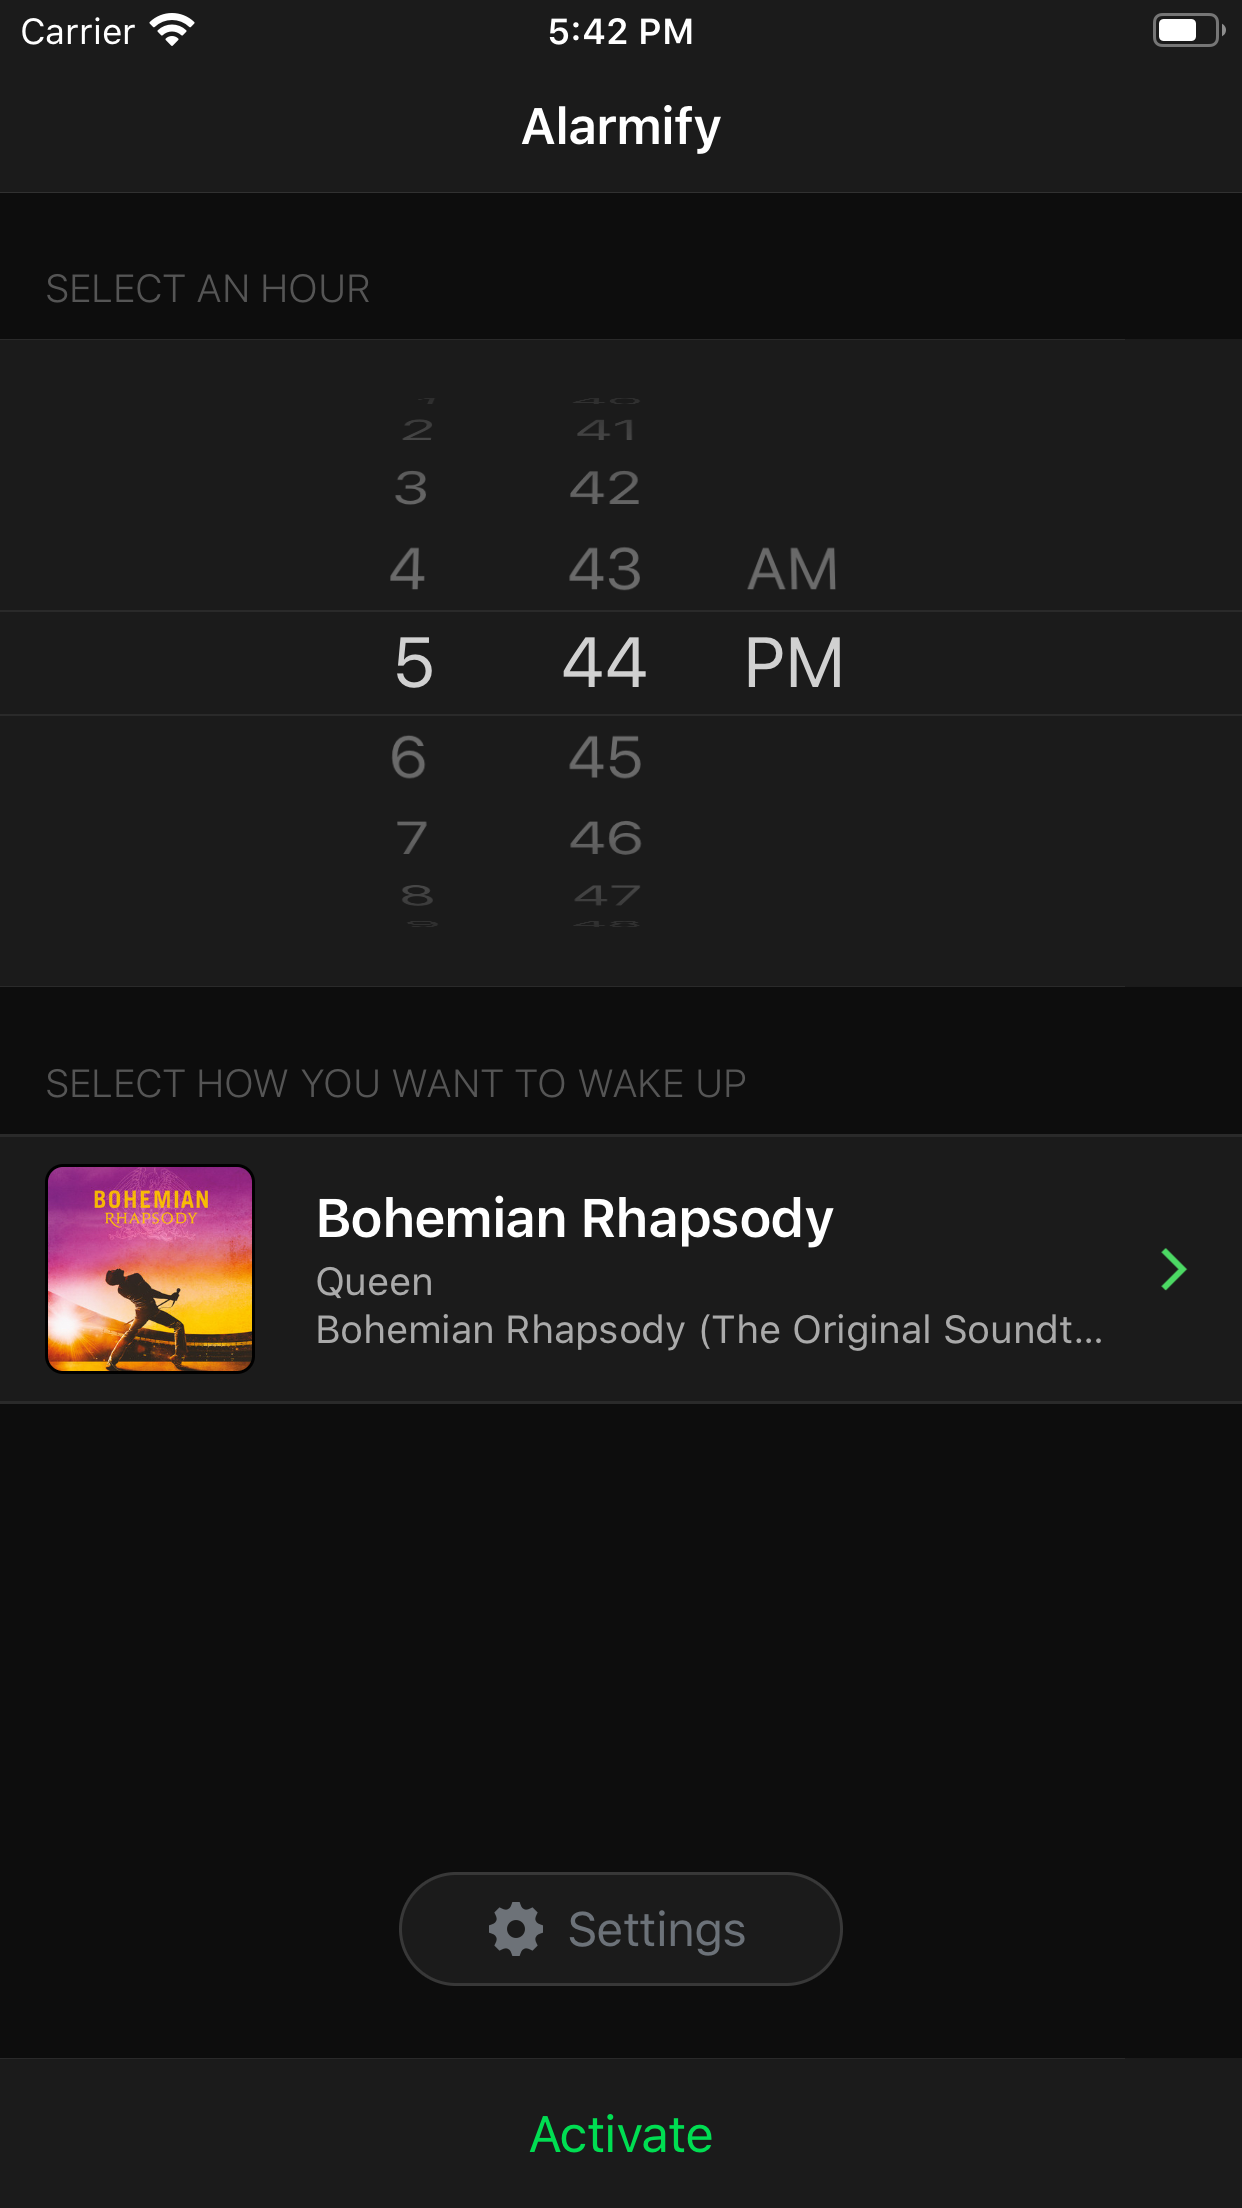 Carrier 5:42 PM
Alarmify
SELECT AN HOUR
1 40
2 41
3 42
4 43 AM
5 44 PM
6 45
7 46
8 47
9 48
SELECT HOW YOU WANT TO WAKE UP
BOHEMIAN
RHAPSODY
Bohemian Rhapsody
Queen
Bohemian Rhapsody (The Original Soundt...
Settings
Activate